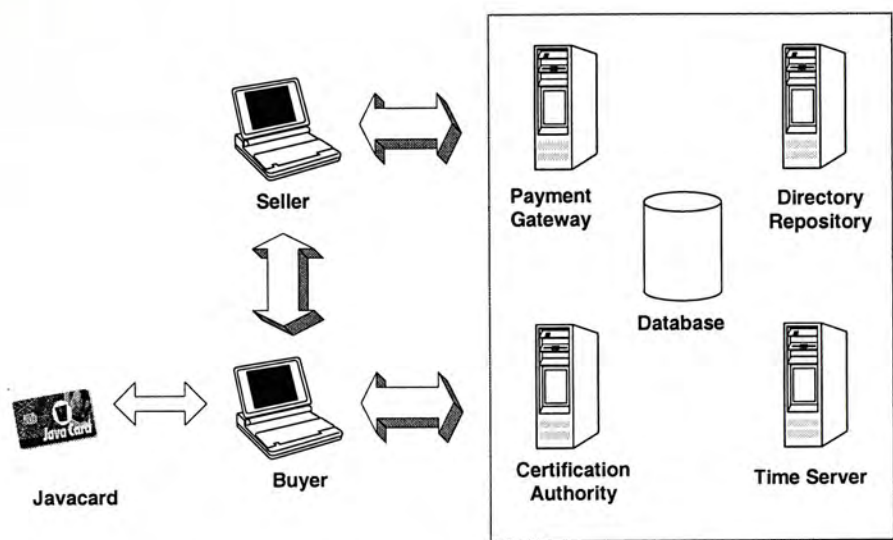 Seller
Payment
Gateway
Directory
Repository
Database
Java Card
Javacard
Buyer
Certification
Authority
Time Server